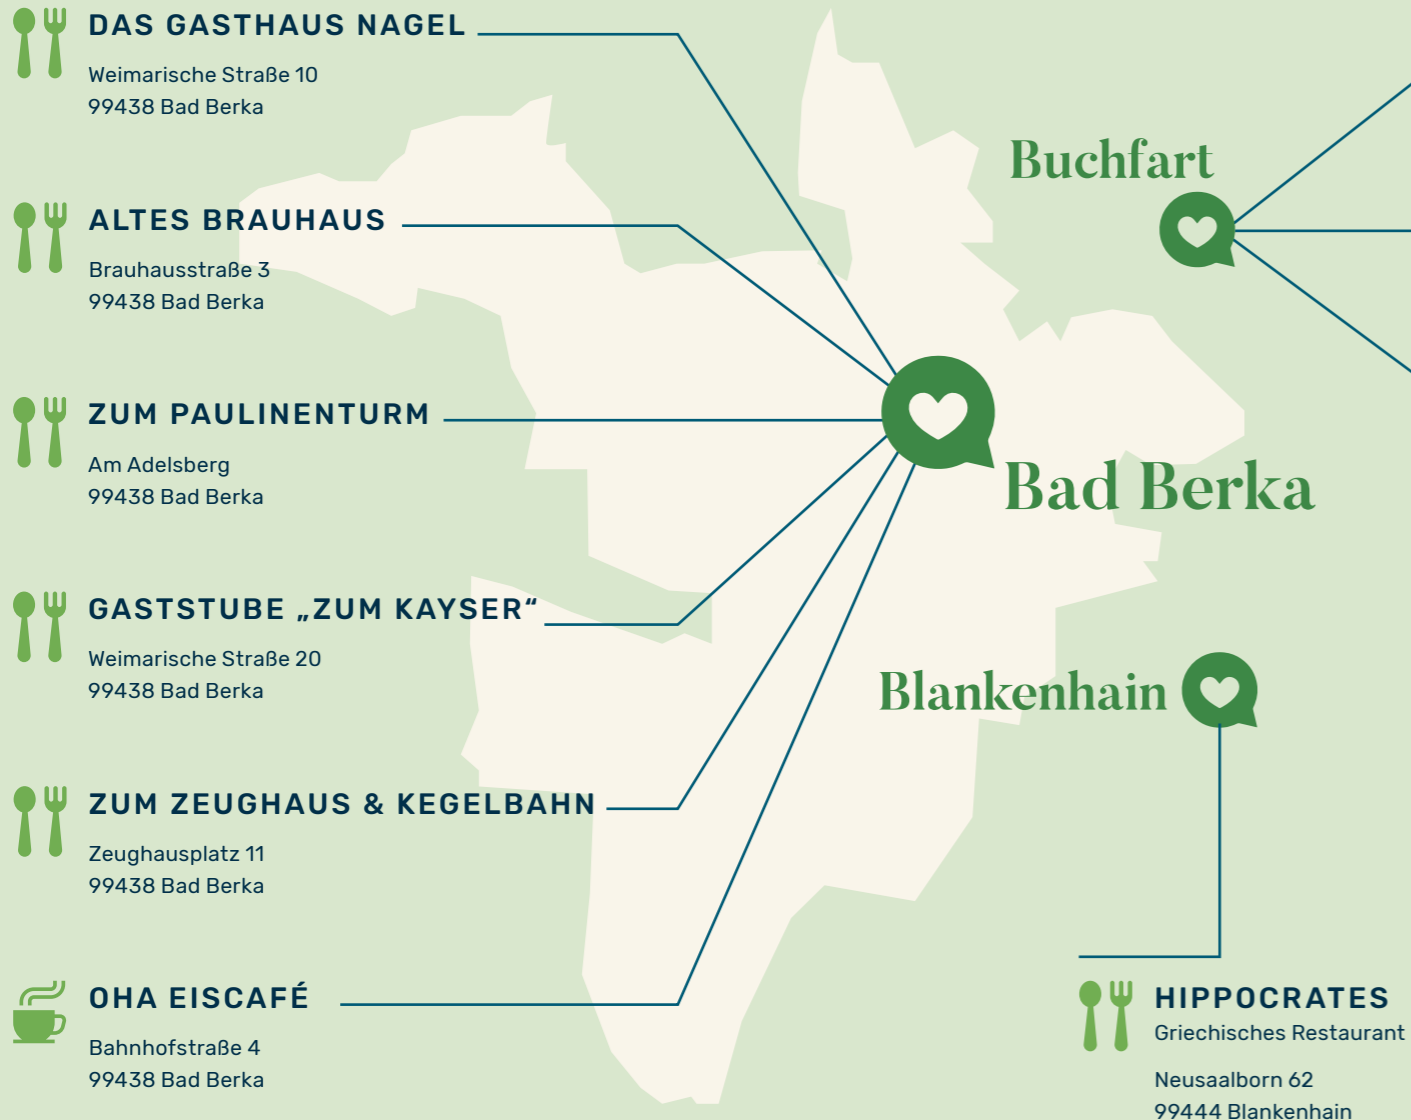 DAS GASTHAUS NAGEL
Weimarische Straße 10
99438 Bad Berka
ALTES BRAUHAUS
Brauhausstraße 3
99438 Bad Berka
ZUM PAULINENTURM
Am Adelsberg
99438 Bad Berka
GASTSTUBE „ZUM KAYSER“
Weimarische Straße 20
99438 Bad Berka
ZUM ZEUGHAUS & KEGELBAHN
Zeughausplatz 11
99438 Bad Berka
OHA EISCAFÉ
Bahnhofstraße 4
99438 Bad Berka
Buchfart
Bad Berka
Blankenhain
HIPPOCRATES
Griechisches Restaurant
Neusaalborn 62
99444 Blankenhain